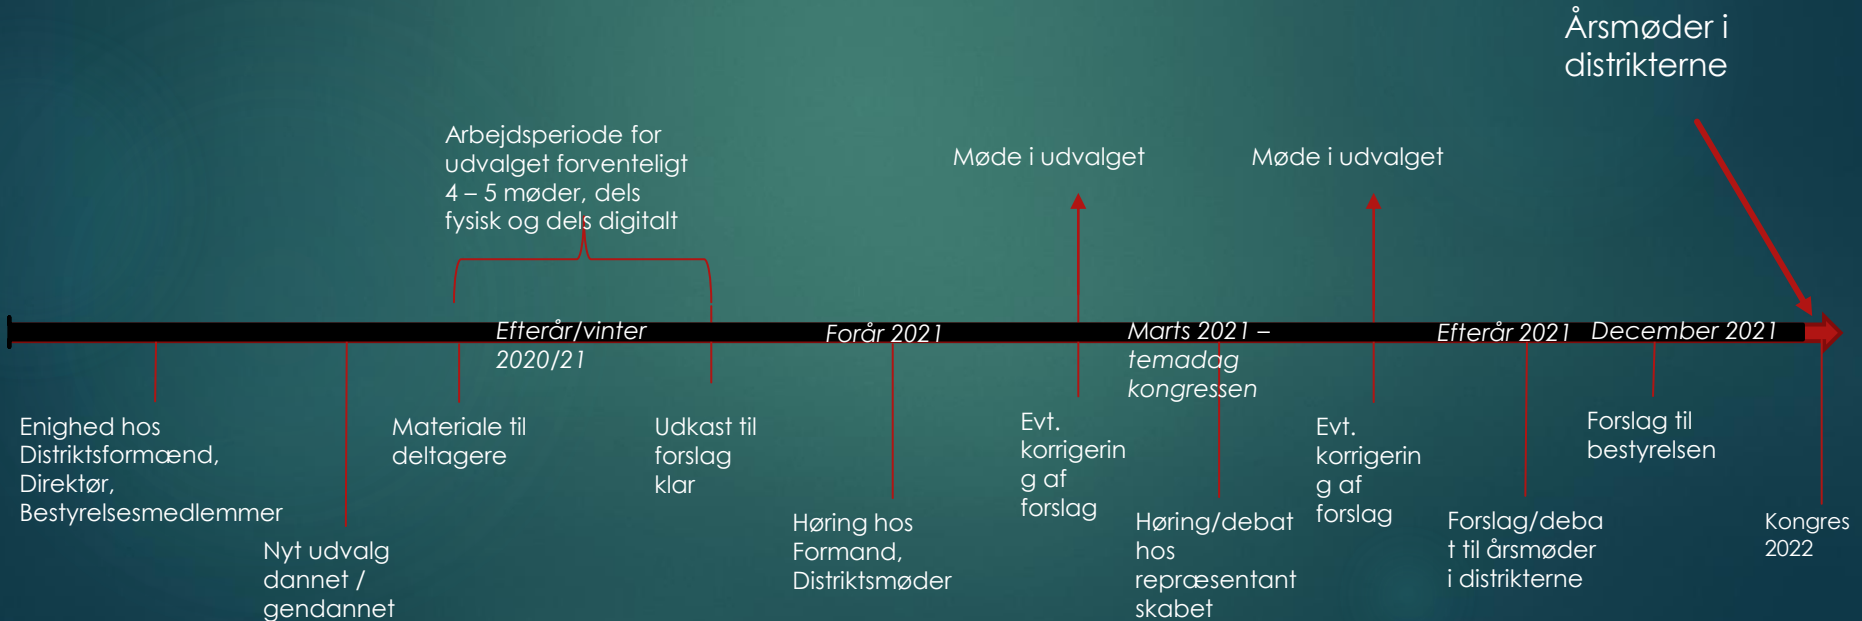 Årsmøder i
distrikterne
Arbejdsperiode for
udvalget forventeligt
4 – 5 møder, dels
fysisk og dels digitalt
Møde i udvalget
Møde i udvalget
Efterår/vinter
2020/21
Forår 2021
Marts 2021 –
temadag
kongressen
Efterår 2021
December 2021
Enighed hos
Distriktsformænd,
Direktør,
Bestyrelsesmedlemmer
Nyt udvalg
dannet /
gendannet
Materiale til
deltagere
Udkast til
forslag
klar
Høring hos
Formand,
Distriktsmøder
Evt.
korrigerin
g af
forslag
Høring/debat
hos
repræsentant
skabet
Evt.
korrigerin
g af
forslag
Forslag/deba
t til årsmøder
i distrikterne
Forslag til
bestyrelsen
Kongres
2022